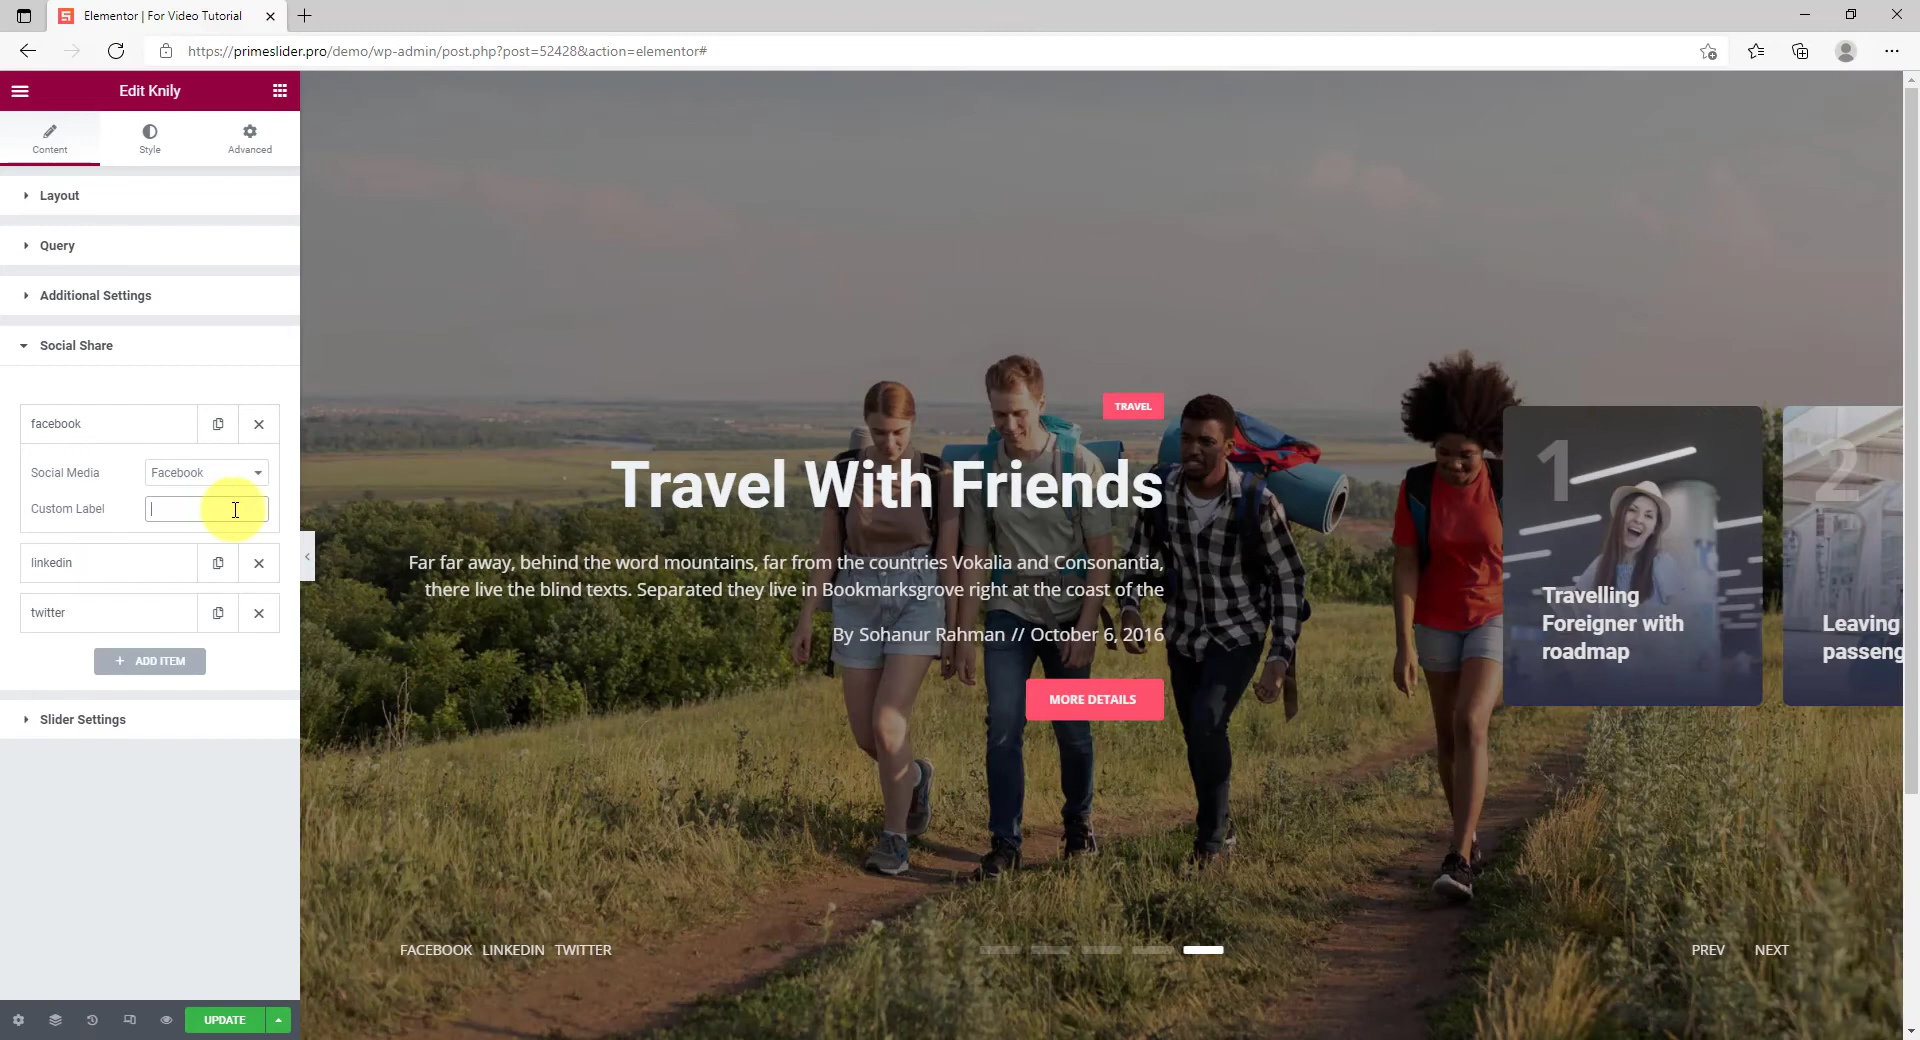 Elementor | For Video Tutorial
https://primeslider.pro/demo/wp-admin/post.php?post=52428&action=elementor#
Edit Knily
Content
Style
Advanced
Layout
Query
Additional Settings
Social Share
facebook
Social Media
Facebook
Custom Label
linkedin
twitter
+ ADD ITEM
Slider Settings
UPDATE
TRAVEL
Travel With Friends
Far far away, behind the word mountains, far from the countries Vokalia and Consonantia,
there live the blind texts. Separated they live in Bookmarksgrove right at the coast of the
By Sohanur Rahman // October 6, 2016
MORE DETAILS
1
Travelling
Foreigner with
roadmap
2
Leaving
passeng
FACEBOOK LINKEDIN TWITTER
PREV NEXT